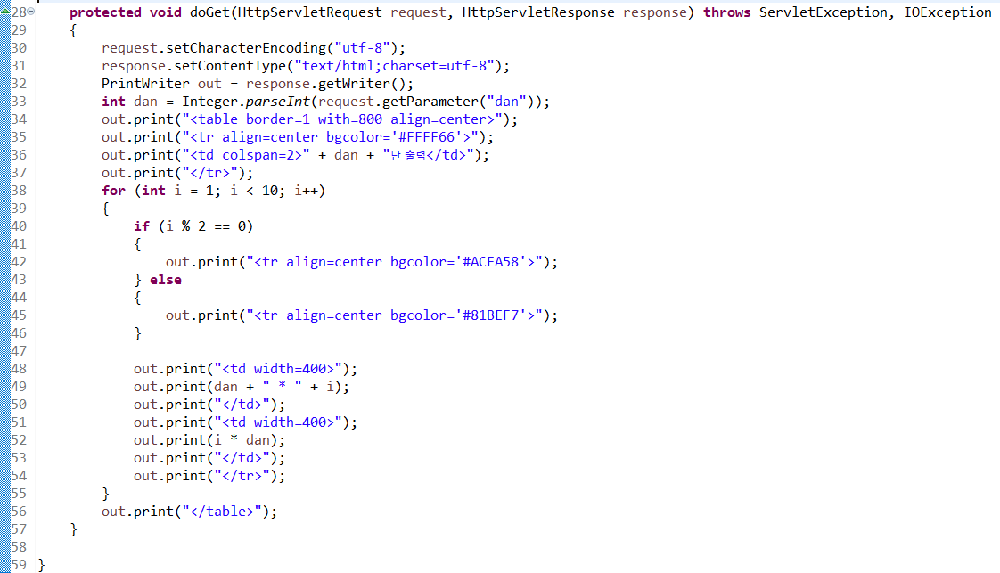 28 protected void doGet(HttpServletRequest request, HttpServletResponse response) throws ServletException, IOException
29 {
30 request.setCharacterEncoding("utf-8");
31 response.setContentType("text/html;charset=utf-8");
32 PrintWriter out = response.getWriter();
33 int dan = Integer.parseInt(request.getParameter("dan"));
34 out.print("<table border=1 with=800 align=center>");
35 out.print("<tr align=center bgcolor='#FFFF66'>");
36 out.print("<td colspan=2>" + dan + "단 출력</td>");
37 out.print("</tr>");
38 for (int i = 1; i < 10; i++)
39 {
40 if (i % 2 == 0)
41 {
42 out.print("<tr align=center bgcolor='#ACFA58'>");
43 } else
44 {
45 out.print("<tr align=center bgcolor='#81BEF7'>");
46 }
47
48 out.print("<td width=400>");
49 out.print(dan + " * " + i);
50 out.print("</td>");
51 out.print("<td width=400>");
52 out.print(i * dan);
53 out.print("</td>");
54 out.print("</tr>");
55 }
56 out.print("</table>");
57 }
58
59 }